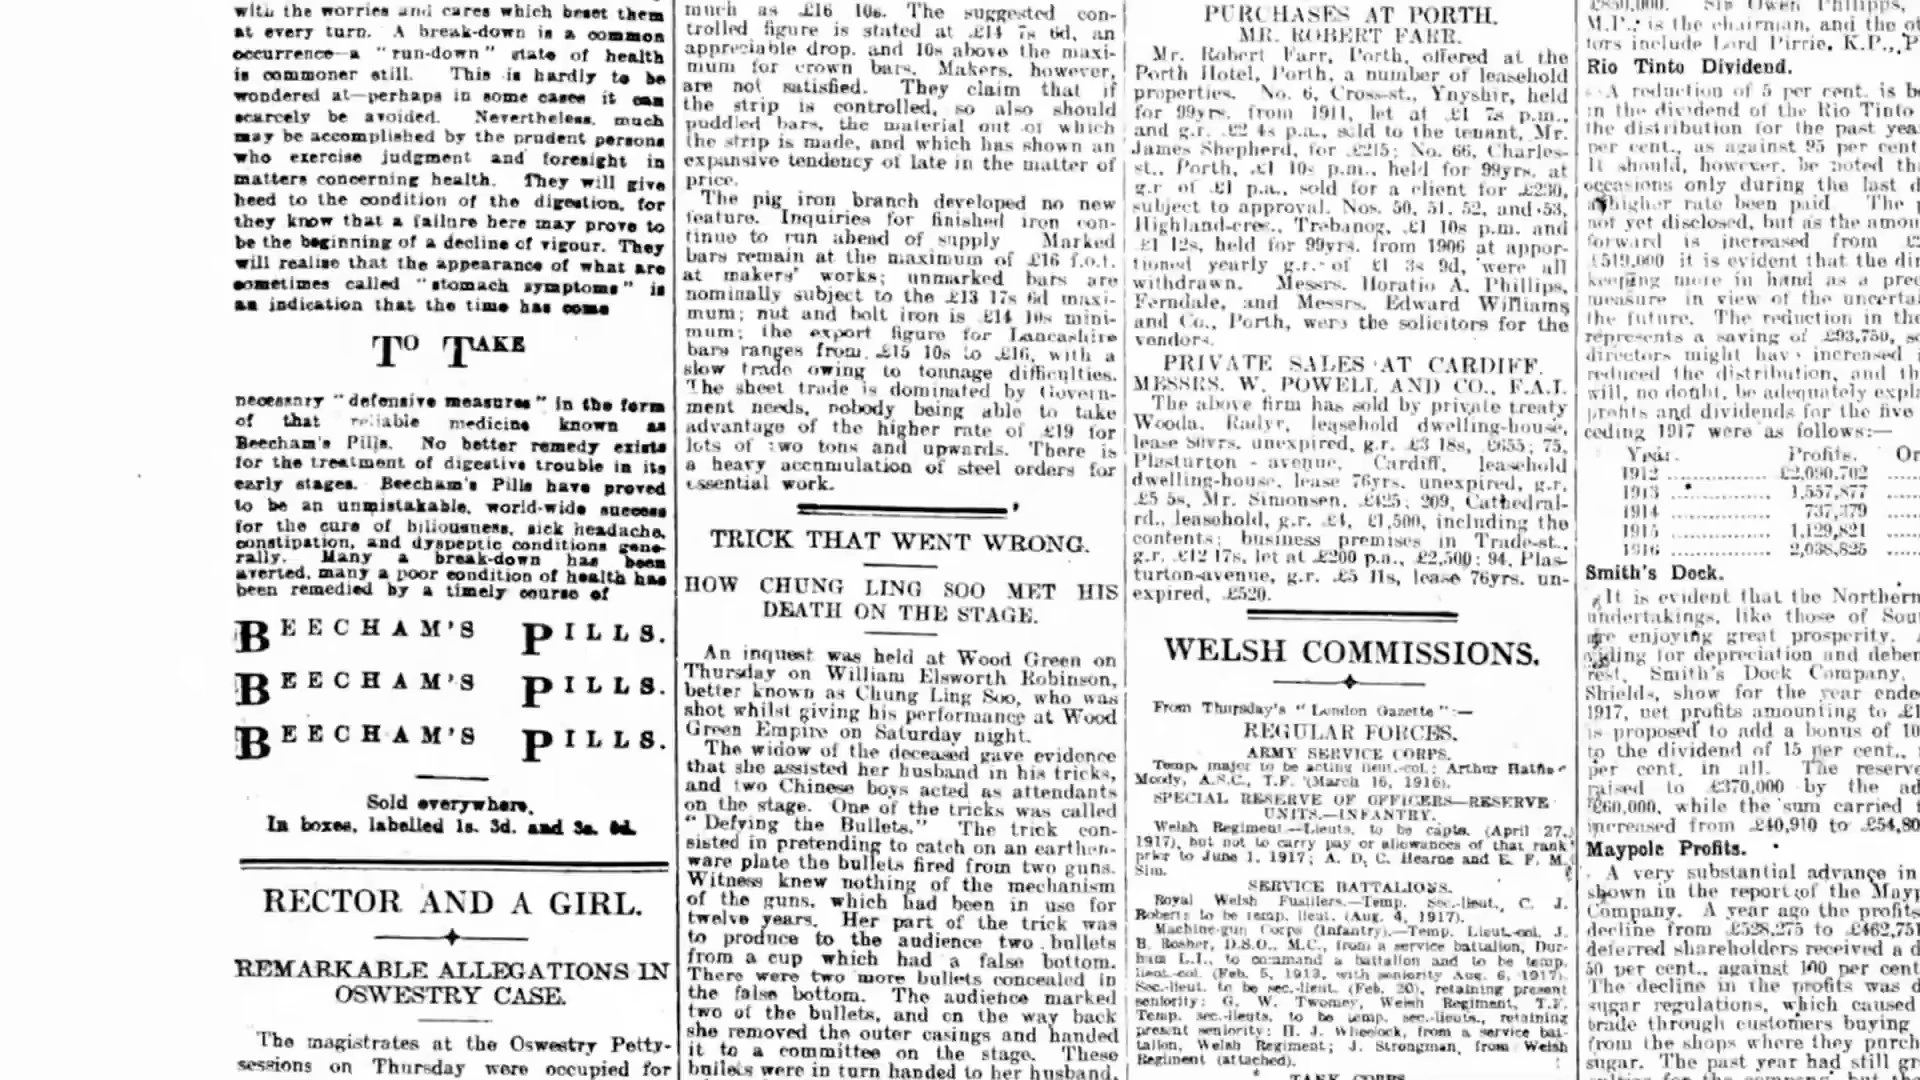 with the worries and cares which beset them
at every turn. A break-down is a common
occurrence—a "run-down" state of health
is commoner still. This is hardly to be
wondered at—perhaps in some cases it can
scarcely be avoided. Nevertheless, much
may be accomplished by the prudent persons
who exercise judgment and foresight in
matters concerning health. They will give
heed to the condition of the digestion, for
they know that a failure here may prove to
be the beginning of a decline of vigour. They
will realise that the appearance of what are
sometimes called "stomach symptoms" is
an indication that the time has come
TO TAKE
necessary "defensive measures" in the form
of that reliable medicine known as
Beecham's Pills. No better remedy exists
for the treatment of digestive trouble in its
early stages. Beecham's Pills have proved
to be an unmistakable, world-wide success
for the cure of biliousness, sick headache,
constipation, and dyspeptic conditions gene-
rally. Many a break-down has been
averted, many a poor condition of health has
been remedied by a timely course of
BEECHAM'S PILLS.
BEECHAM'S PILLS.
BEECHAM'S PILLS.
Sold everywhere.
In boxes, labelled 1s. 3d. and 3s. 0d.
RECTOR AND A GIRL.
REMARKABLE ALLEGATIONS IN
OSWESTRY CASE.
The magistrates at the Oswestry Petty-
sessions on Thursday were occupied for
much as £16 10s. The suggested con-
trolled figure is stated at £14 7s 6d, an
appreciable drop, and 10s above the maxi-
mum for crown bars. Makers, however,
are not satisfied. They claim that if
the strip is controlled, so also should
puddled bars, the material out of which
the strip is made, and which has shown an
expansive tendency of late in the matter of
price.
The pig iron branch developed no new
feature. Inquiries for finished iron con-
tinue to run ahead of supply Marked
bars remain at the maximum of £16 f.o.t.
at makers' works; unmarked bars are
nominally subject to the £13 17s 6d maxi-
mum; nut and bolt iron is £14 10s mini-
mum; the export figure for Lancashire
bars ranges from £15 10s to £16, with a
slow trade owing to tonnage difficulties.
The sheet trade is dominated by Govern-
ment needs, nobody being able to take
advantage of the higher rate of £19 for
lots of two tons and upwards. There is
a heavy accumulation of steel orders for
essential work.
TRICK THAT WENT WRONG.
HOW CHUNG LING SOO MET HIS
DEATH ON THE STAGE.
An inquest was held at Wood Green on
Thursday on William Elsworth Robinson,
better known as Chung Ling Soo, who was
shot whilst giving his performance at Wood
Green Empire on Saturday night.
The widow of the deceased gave evidence
that she assisted her husband in his tricks,
and two Chinese boys acted as attendants
on the stage. One of the tricks was called
"Defying the Bullets." The trick con-
sisted in pretending to catch on an earthen-
ware plate the bullets fired from two guns.
Witness knew nothing of the mechanism
of the guns, which had been in use for
twelve years. Her part of the trick was
to produce to the audience two bullets
from a cup which had a false bottom.
There were two more bullets concealed in
the false bottom. The audience marked
two of the bullets, and on the way back
she removed the outer casings and handed
it to a committee on the stage. These
bullets were in turn handed to her husband,
PURCHASES AT PORTH.
MR. ROBERT FARR.
Mr. Robert Farr, Porth, offered at the
Porth Hotel, Porth, a number of leasehold
properties. No. 6, Cross-st., Ynyshir, held
for 99yrs. from 1911, let at £1 7s p.m.,
and g.r. £2 4s p.a., sold to the tenant, Mr.
James Shepherd, for £215; No. 66, Charles-
st., Porth, £1 10s p.m., held for 99yrs. at
g.r. of £1 p.a., sold for a client for £230,
subject to approval. Nos. 50, 51, 52, and 53,
Highland-cres., Trebanog, £1 10s p.m. and
£1 12s, held for 99yrs. from 1906 at appor-
tioned yearly g.r. of £1 3s 9d, were all
withdrawn. Messrs. Horatio A. Phillips,
Ferndale, and Messrs. Edward Williams
and Co., Porth, were the solicitors for the
vendors.
PRIVATE SALES AT CARDIFF.
MESSRS. W. POWELL AND CO., F.A.I.
The above firm has sold by private treaty
Wooda, Radyr, leasehold dwelling-house,
lease 80yrs. unexpired, g.r. £3 18s, £655; 75,
Plasturton-avenue, Cardiff, leasehold
dwelling-house, lease 76yrs. unexpired, g.r.
£5 5s, Mr. Simonsen, £425; 209, Cathedral-
rd., leasehold, g.r. £4, £1,500, including the
contents; business premises in Trade-st.,
g.r. £12 17s, let at £200 p.a., £2,500; 94, Plas-
turton-avenue, g.r. £5 11s, lease 76yrs. un-
expired, £520.
WELSH COMMISSIONS.
From Thursday's "London Gazette":—
REGULAR FORCES.
ARMY SERVICE CORPS.
Temp. major to be acting lieut.-col.: Arthur
Moody, A.S.C., T.F. (March 16, 1916).
SPECIAL RESERVE OF OFFICERS—RESERVE
UNITS.—INFANTRY.
Welsh Regiment.—Lieuts. to be capts. (April 27,
1917), but not to carry pay or allowances of that rank
prior to June 1, 1917; A. D. C. Hearne and E. F. M.
Sim.
SERVICE BATTALIONS.
Royal Welsh Fusiliers.—Temp. Sec.-lieut., C. J.
Roberts to be temp. lieut. (Aug. 4, 1917).
Machine-gun Corps (Infantry).—Temp. Lieut.-col. J.
B. Rosher, D.S.O., M.C., from a service battalion, Dur-
ham L.I., to command a battalion and to be temp.
lieut.-col. (Feb. 5, 1918, with seniority Aug. 6, 1917).
Sec.-lieut. to be sec.-lieut. (Feb. 20), retaining present
seniority: G. W. Twomey, Welsh Regiment, T.F.
Temp. sec.-lieuts. to be temp. sec.-lieuts., retaining
present seniority: H. J. Wheelock, from a service bat-
talion, Welsh Regiment; J. Strongman, from Welsh
Regiment (attached).
TANK CORPS.
£850,000. Sir Owen Philipps,
M.P., is the chairman, and the
tors include Lord Pirrie, K.P.,
Rio Tinto Dividend.
A reduction of 5 per cent. is
in the dividend of the Rio Tinto
the distribution for the past
per cent., as against 95 per cent
It should, however, be noted
occasions only during the last
a higher rate been paid. The
not yet disclosed, but as the
forward is increased from
£519,000 it is evident that the
keeping more in hand as a
measure in view of the
the future. The reduction in the
represents a saving of £93,750,
directors might have increased
reduced the distribution, and
will, no doubt, be adequately
profits and dividends for the five
ceding 1917 were as follows:—
Year. Profits.
1912 ............ £2,090,702
1913 ............ 1,557,877
1914 ............ 737,379
1915 ............ 1,129,821
1916 ............ 2,038,825
Smith's Dock.
It is evident that the Northern
undertakings, like those of
are enjoying great prosperity.
viding for depreciation and
rest, Smith's Dock Company,
Shields, show for the year
1917, net profits amounting to
is proposed to add a bonus of 10
to the dividend of 15 per cent.,
per cent. in all. The reserve
raised to £370,000 by the
£60,000, while the sum carried
increased from £40,910 to
Maypole Profits.
A very substantial advance in
shown in the report of the
Company. A year ago the profits
decline from £528,275 to £462,751
deferred shareholders received a
50 per cent., against 100 per cent
The decline in the profits was
sugar regulations, which caused
trade through customers buying
from the shops where they
sugar. The past year had still